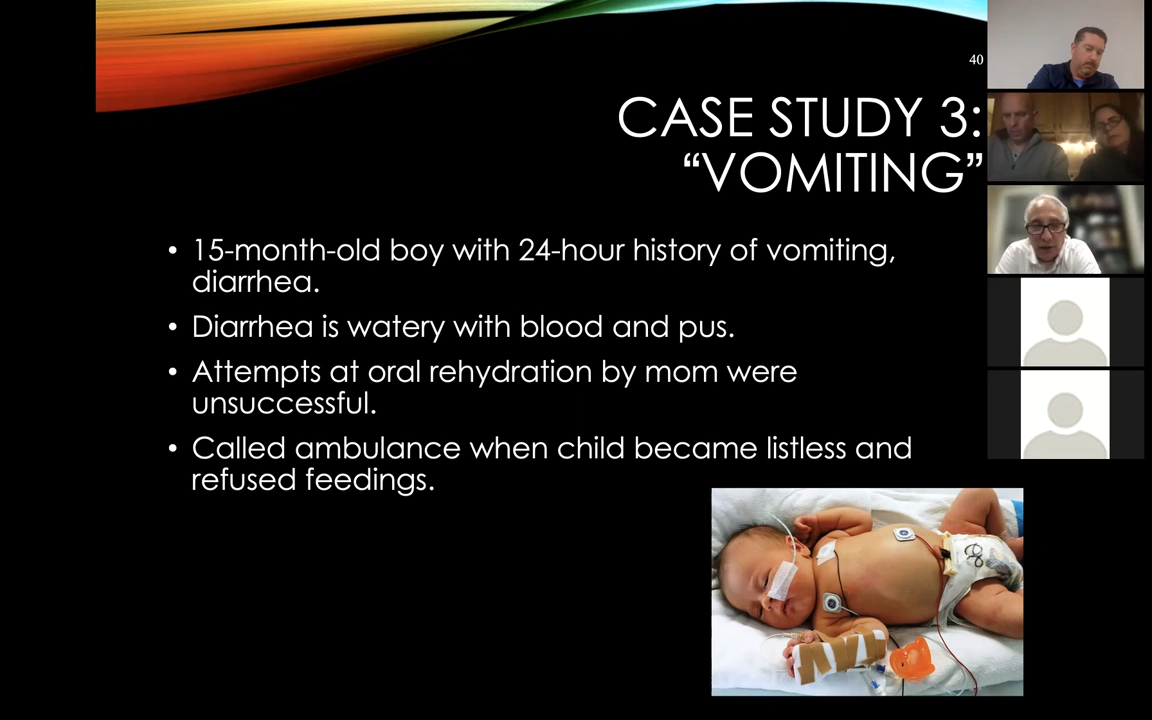 40
CASE STUDY 3:
“VOMITING”
• 15-month-old boy with 24-hour history of vomiting,
diarrhea.
• Diarrhea is watery with blood and pus.
• Attempts at oral rehydration by mom were
unsuccessful.
• Called ambulance when child became listless and
refused feedings.